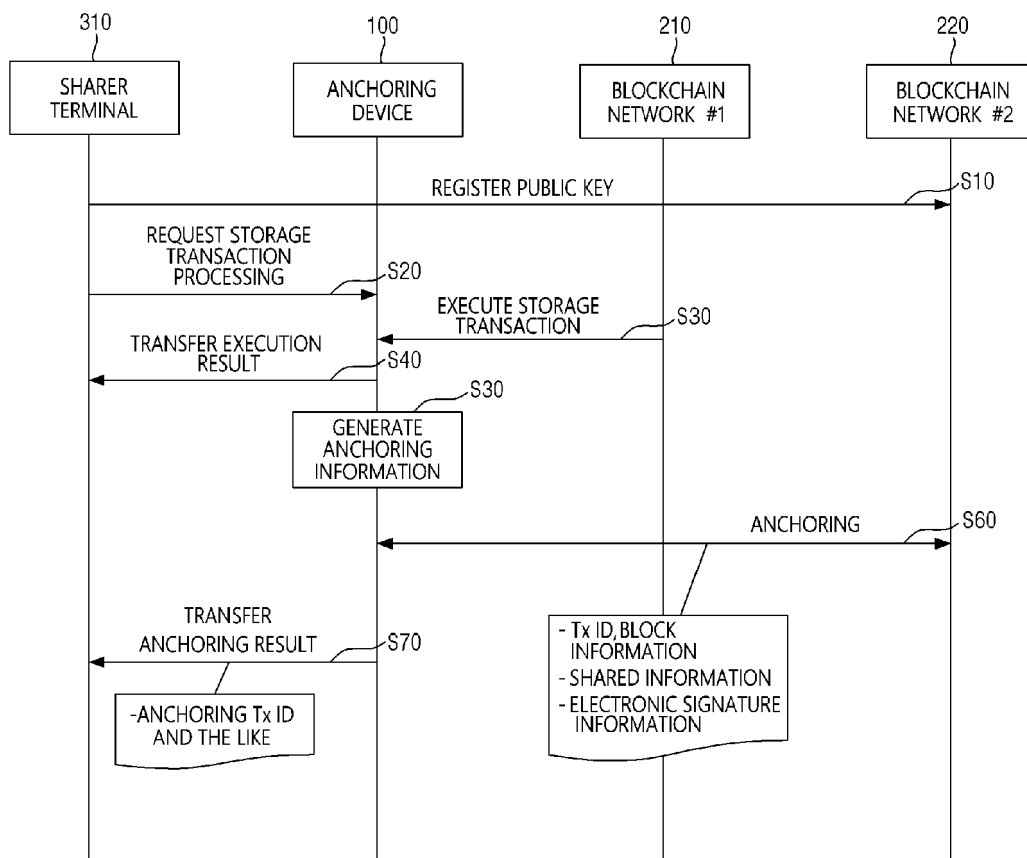 310
100
210
220
SHARER
TERMINAL
ANCHORING
DEVICE
BLOCKCHAIN
NETWORK #1
BLOCKCHAIN
NETWORK #2
REGISTER PUBLIC KEY
S10
REQUEST STORAGE
TRANSACTION
PROCESSING
S20
EXECUTE STORAGE
TRANSACTION
S30
TRANSFER EXECUTION
RESULT
S40
S30
GENERATE
ANCHORING
INFORMATION
ANCHORING
S60
- Tx ID, BLOCK
INFORMATION
- SHARED INFORMATION
- ELECTRONIC SIGNATURE
INFORMATION
TRANSFER
ANCHORING RESULT
S70
-ANCHORING Tx ID
AND THE LIKE